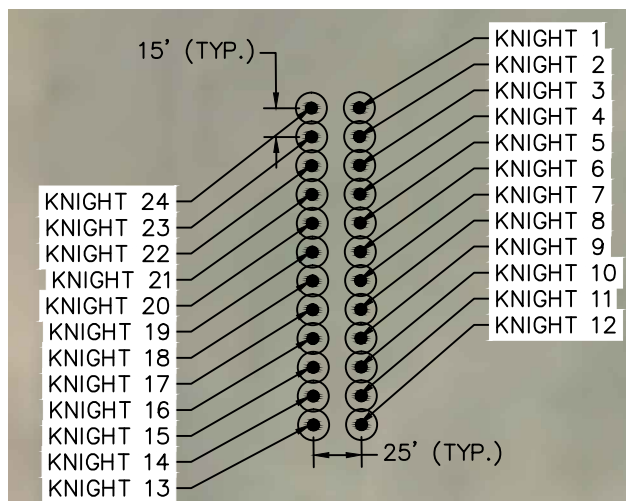 15' (TYP.)
KNIGHT 1
KNIGHT 2
KNIGHT 3
KNIGHT 4
KNIGHT 5
KNIGHT 6
KNIGHT 7
KNIGHT 8
KNIGHT 9
KNIGHT 10
KNIGHT 11
KNIGHT 12
KNIGHT 24
KNIGHT 23
KNIGHT 22
KNIGHT 21
KNIGHT 20
KNIGHT 19
KNIGHT 18
KNIGHT 17
KNIGHT 16
KNIGHT 15
KNIGHT 14
KNIGHT 13
25' (TYP.)